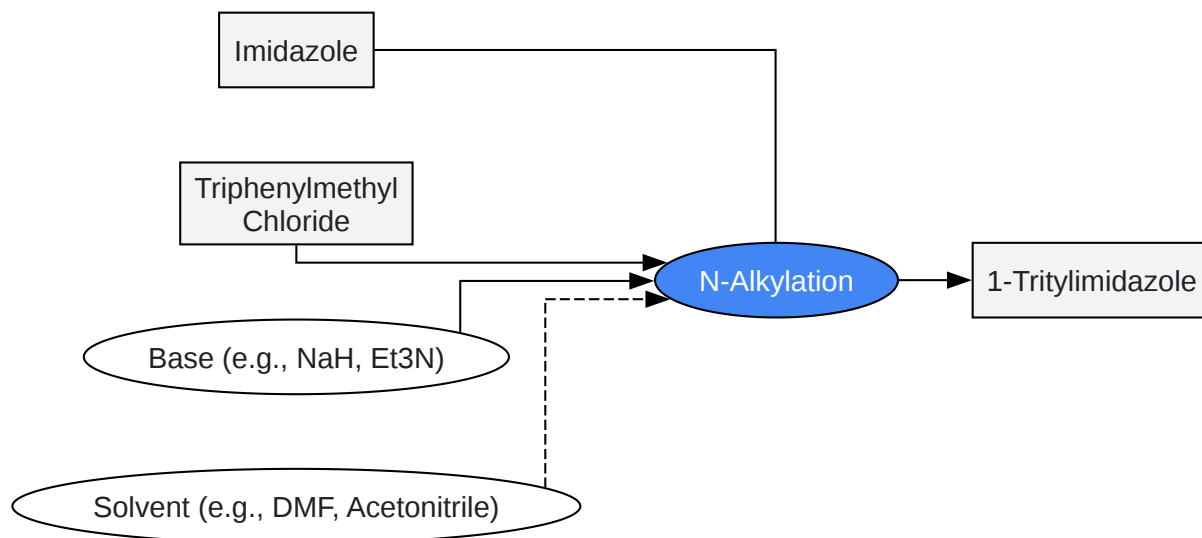 Imidazole
Triphenylmethyl
Chloride
N-Alkylation
1-Tritylimidazole
Base (e.g., NaH, Et3N)
Solvent (e.g., DMF, Acetonitrile)